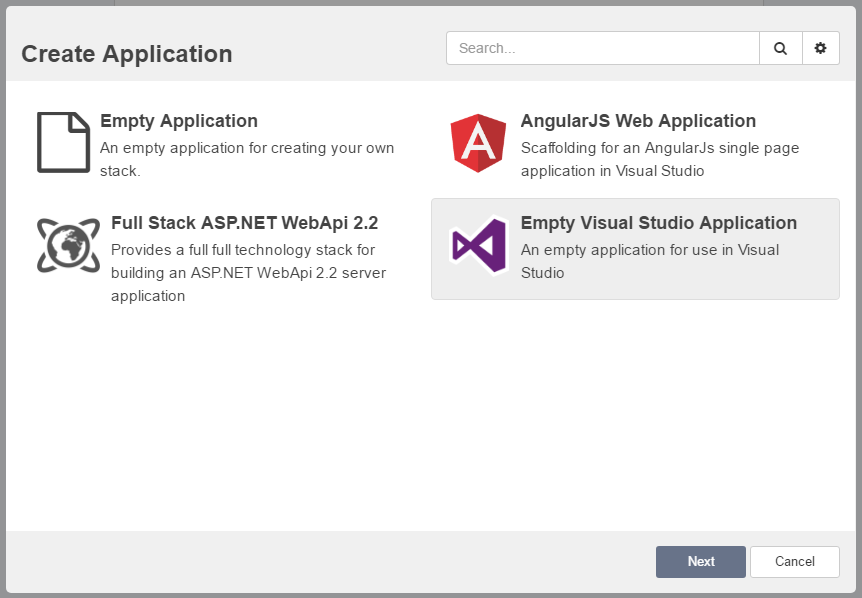 Create Application
Search...
Empty Application
An empty application for creating your own
stack.
AngularJS Web Application
Scaffolding for an AngularJs single page
application in Visual Studio
Full Stack ASP.NET WebApi 2.2
Provides a full full technology stack for
building an ASP.NET WebApi 2.2 server
application
Empty Visual Studio Application
An empty application for use in Visual
Studio
Next
Cancel